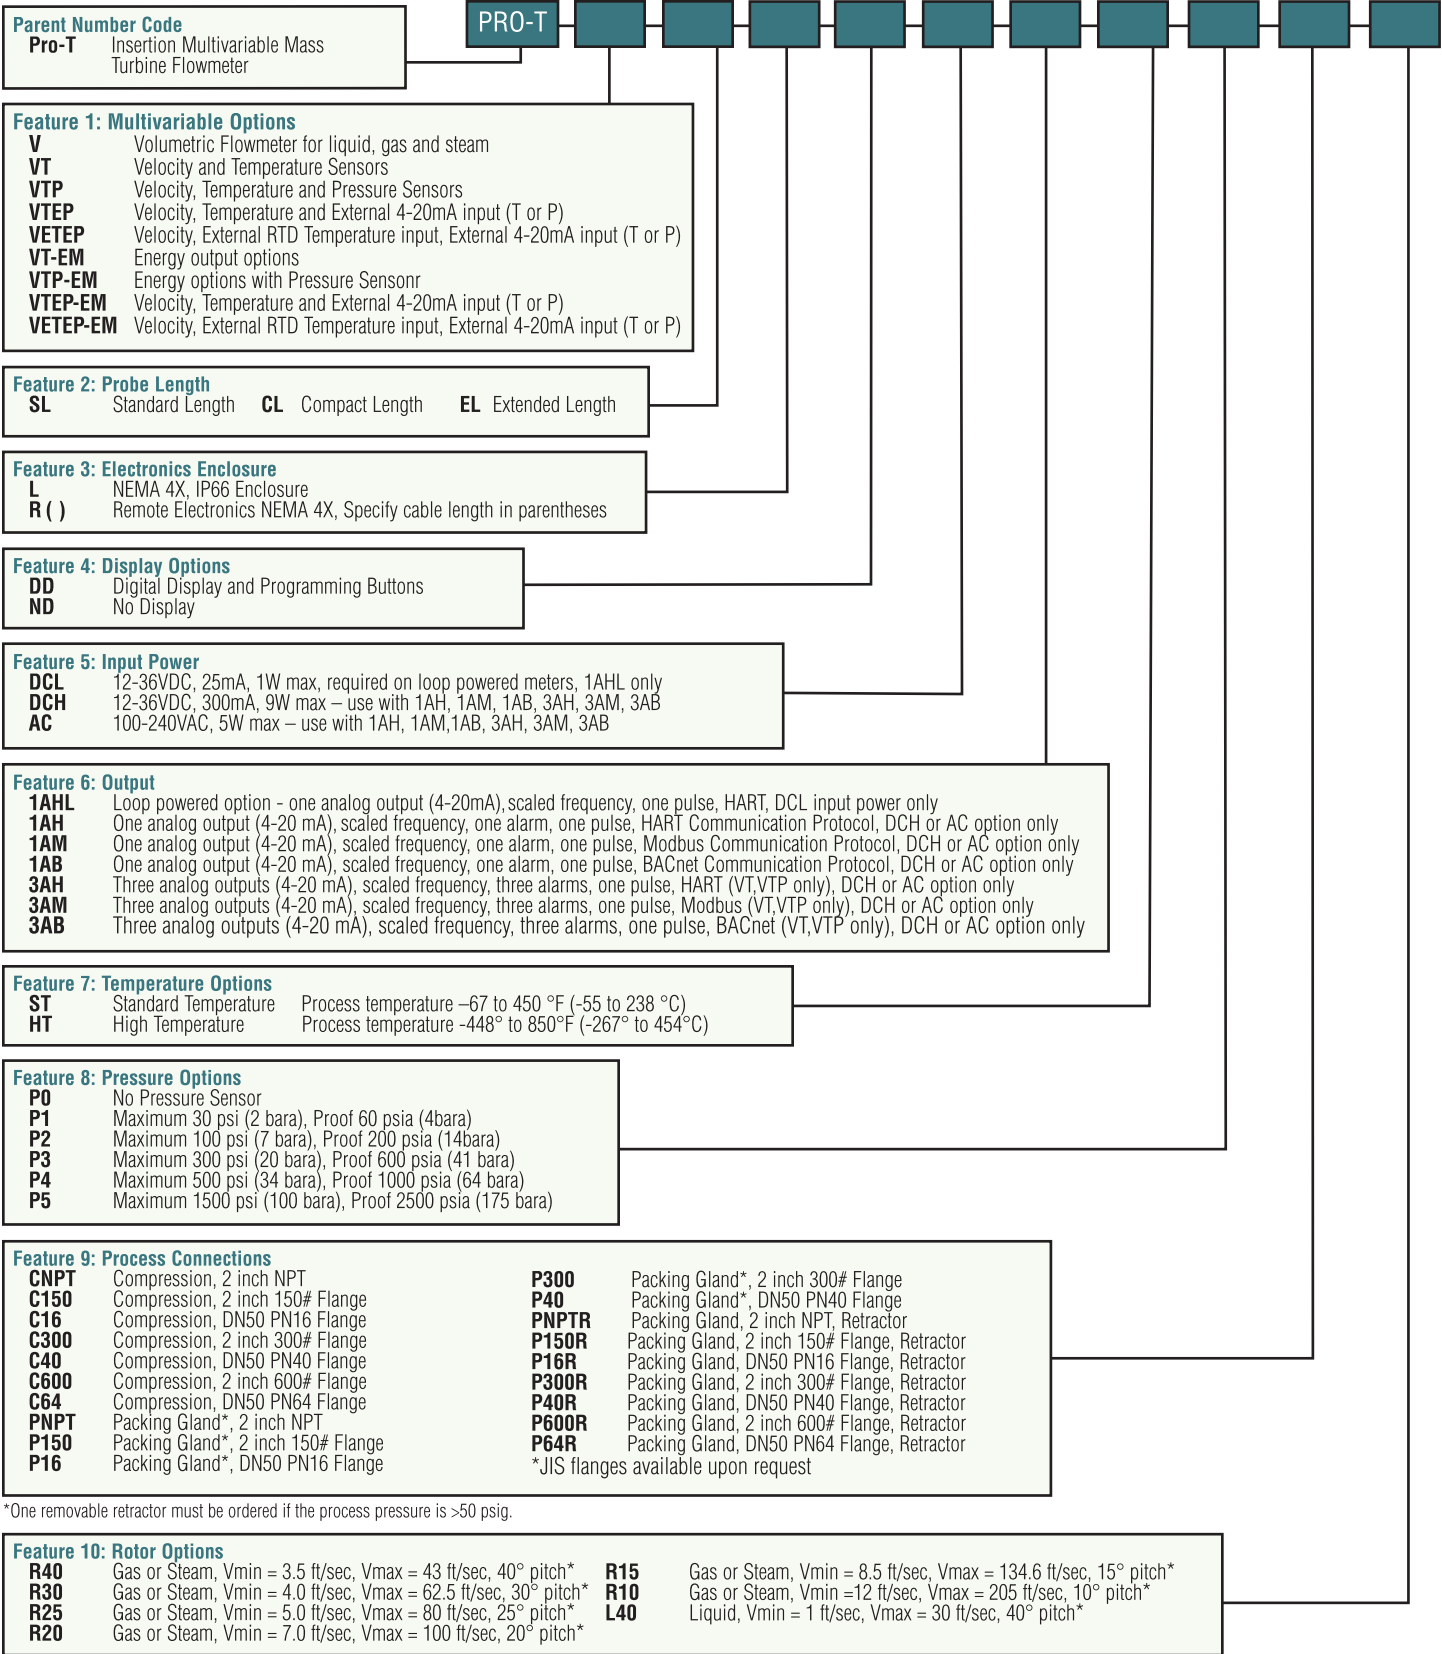 PRO-T
Parent Number Code
Pro-T Insertion Multivariable Mass
Turbine Flowmeter
Feature 1: Multivariable Options
V Volumetric Flowmeter for liquid, gas and steam
VT Velocity and Temperature Sensors
VTP Velocity, Temperature and Pressure Sensors
VTEP Velocity, Temperature and External 4-20mA input (T or P)
VETEP Velocity, External RTD Temperature input, External 4-20mA input (T or P)
VT-EM Energy output options
VTP-EM Energy options with Pressure Sensonr
VTEP-EM Velocity, Temperature and External 4-20mA input (T or P)
VETEP-EM Velocity, External RTD Temperature input, External 4-20mA input (T or P)
Feature 2: Probe Length
SL Standard Length CL Compact Length EL Extended Length
Feature 3: Electronics Enclosure
L NEMA 4X, IP66 Enclosure
R ( ) Remote Electronics NEMA 4X, Specify cable length in parentheses
Feature 4: Display Options
DD Digital Display and Programming Buttons
ND No Display
Feature 5: Input Power
DCL 12-36VDC, 25mA, 1W max, required on loop powered meters, 1AHL only
DCH 12-36VDC, 300mA, 9W max – use with 1AH, 1AM, 1AB, 3AH, 3AM, 3AB
AC 100-240VAC, 5W max – use with 1AH, 1AM,1AB, 3AH, 3AM, 3AB
Feature 6: Output
1AHL Loop powered option - one analog output (4-20mA), scaled frequency, one pulse, HART, DCL input power only
1AH One analog output (4-20 mA), scaled frequency, one alarm, one pulse, HART Communication Protocol, DCH or AC option only
1AM One analog output (4-20 mA), scaled frequency, one alarm, one pulse, Modbus Communication Protocol, DCH or AC option only
1AB One analog output (4-20 mA), scaled frequency, one alarm, one pulse, BACnet Communication Protocol, DCH or AC option only
3AH Three analog outputs (4-20 mA), scaled frequency, three alarms, one pulse, HART (VT,VTP only), DCH or AC option only
3AM Three analog outputs (4-20 mA), scaled frequency, three alarms, one pulse, Modbus (VT,VTP only), DCH or AC option only
3AB Three analog outputs (4-20 mA), scaled frequency, three alarms, one pulse, BACnet (VT,VTP only), DCH or AC option only
Feature 7: Temperature Options
ST Standard Temperature Process temperature –67 to 450 °F (-55 to 238 °C)
HT High Temperature Process temperature -448° to 850°F (-267° to 454°C)
Feature 8: Pressure Options
P0 No Pressure Sensor
P1 Maximum 30 psi (2 bara), Proof 60 psia (4bara)
P2 Maximum 100 psi (7 bara), Proof 200 psia (14bara)
P3 Maximum 300 psi (20 bara), Proof 600 psia (41 bara)
P4 Maximum 500 psi (34 bara), Proof 1000 psia (64 bara)
P5 Maximum 1500 psi (100 bara), Proof 2500 psia (175 bara)
Feature 9: Process Connections
CNPT Compression, 2 inch NPT
C150 Compression, 2 inch 150# Flange
C16 Compression, DN50 PN16 Flange
C300 Compression, 2 inch 300# Flange
C40 Compression, DN50 PN40 Flange
C600 Compression, 2 inch 600# Flange
C64 Compression, DN50 PN64 Flange
PNPT Packing Gland*, 2 inch NPT
P150 Packing Gland*, 2 inch 150# Flange
P16 Packing Gland*, DN50 PN16 Flange
P300 Packing Gland*, 2 inch 300# Flange
P40 Packing Gland*, DN50 PN40 Flange
PNPTR Packing Gland, 2 inch NPT, Retractor
P150R Packing Gland, 2 inch 150# Flange, Retractor
P16R Packing Gland, DN50 PN16 Flange, Retractor
P300R Packing Gland, 2 inch 300# Flange, Retractor
P40R Packing Gland, DN50 PN40 Flange, Retractor
P600R Packing Gland, 2 inch 600# Flange, Retractor
P64R Packing Gland, DN50 PN64 Flange, Retractor
*JIS flanges available upon request
*One removable retractor must be ordered if the process pressure is >50 psig.
Feature 10: Rotor Options
R40 Gas or Steam, Vmin = 3.5 ft/sec, Vmax = 43 ft/sec, 40° pitch*
R30 Gas or Steam, Vmin = 4.0 ft/sec, Vmax = 62.5 ft/sec, 30° pitch*
R25 Gas or Steam, Vmin = 5.0 ft/sec, Vmax = 80 ft/sec, 25° pitch*
R20 Gas or Steam, Vmin = 7.0 ft/sec, Vmax = 100 ft/sec, 20° pitch*
R15 Gas or Steam, Vmin = 8.5 ft/sec, Vmax = 134.6 ft/sec, 15° pitch*
R10 Gas or Steam, Vmin =12 ft/sec, Vmax = 205 ft/sec, 10° pitch*
L40 Liquid, Vmin = 1 ft/sec, Vmax = 30 ft/sec, 40° pitch*